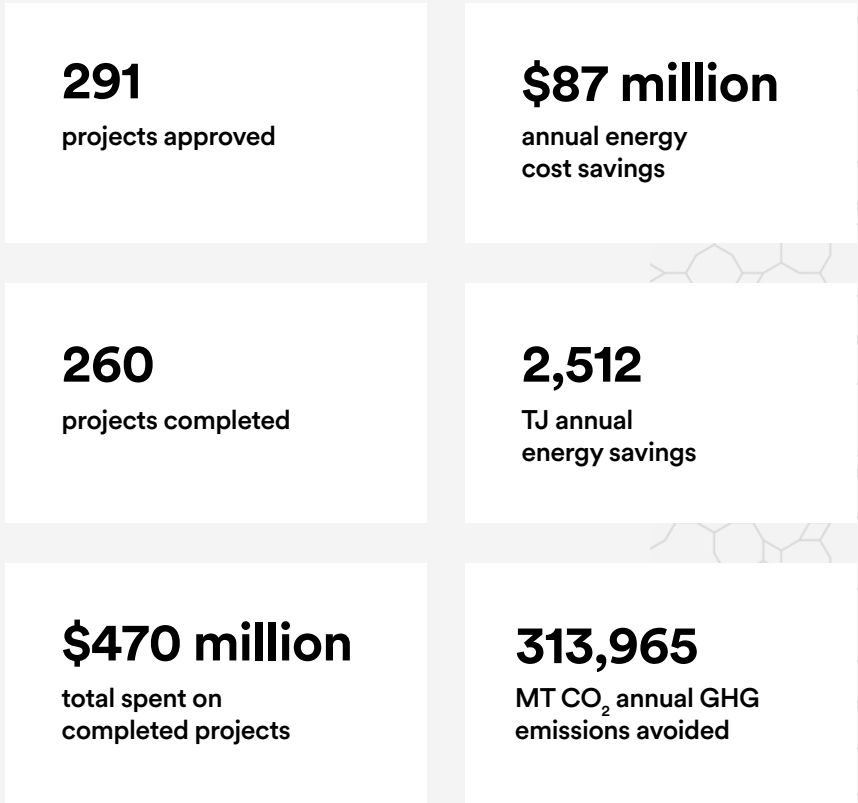 291
projects approved
$87 million
annual energy
cost savings
260
projects completed
2,512
TJ annual
energy savings
$470 million
total spent on
completed projects
313,965
MT CO₂ annual GHG
emissions avoided